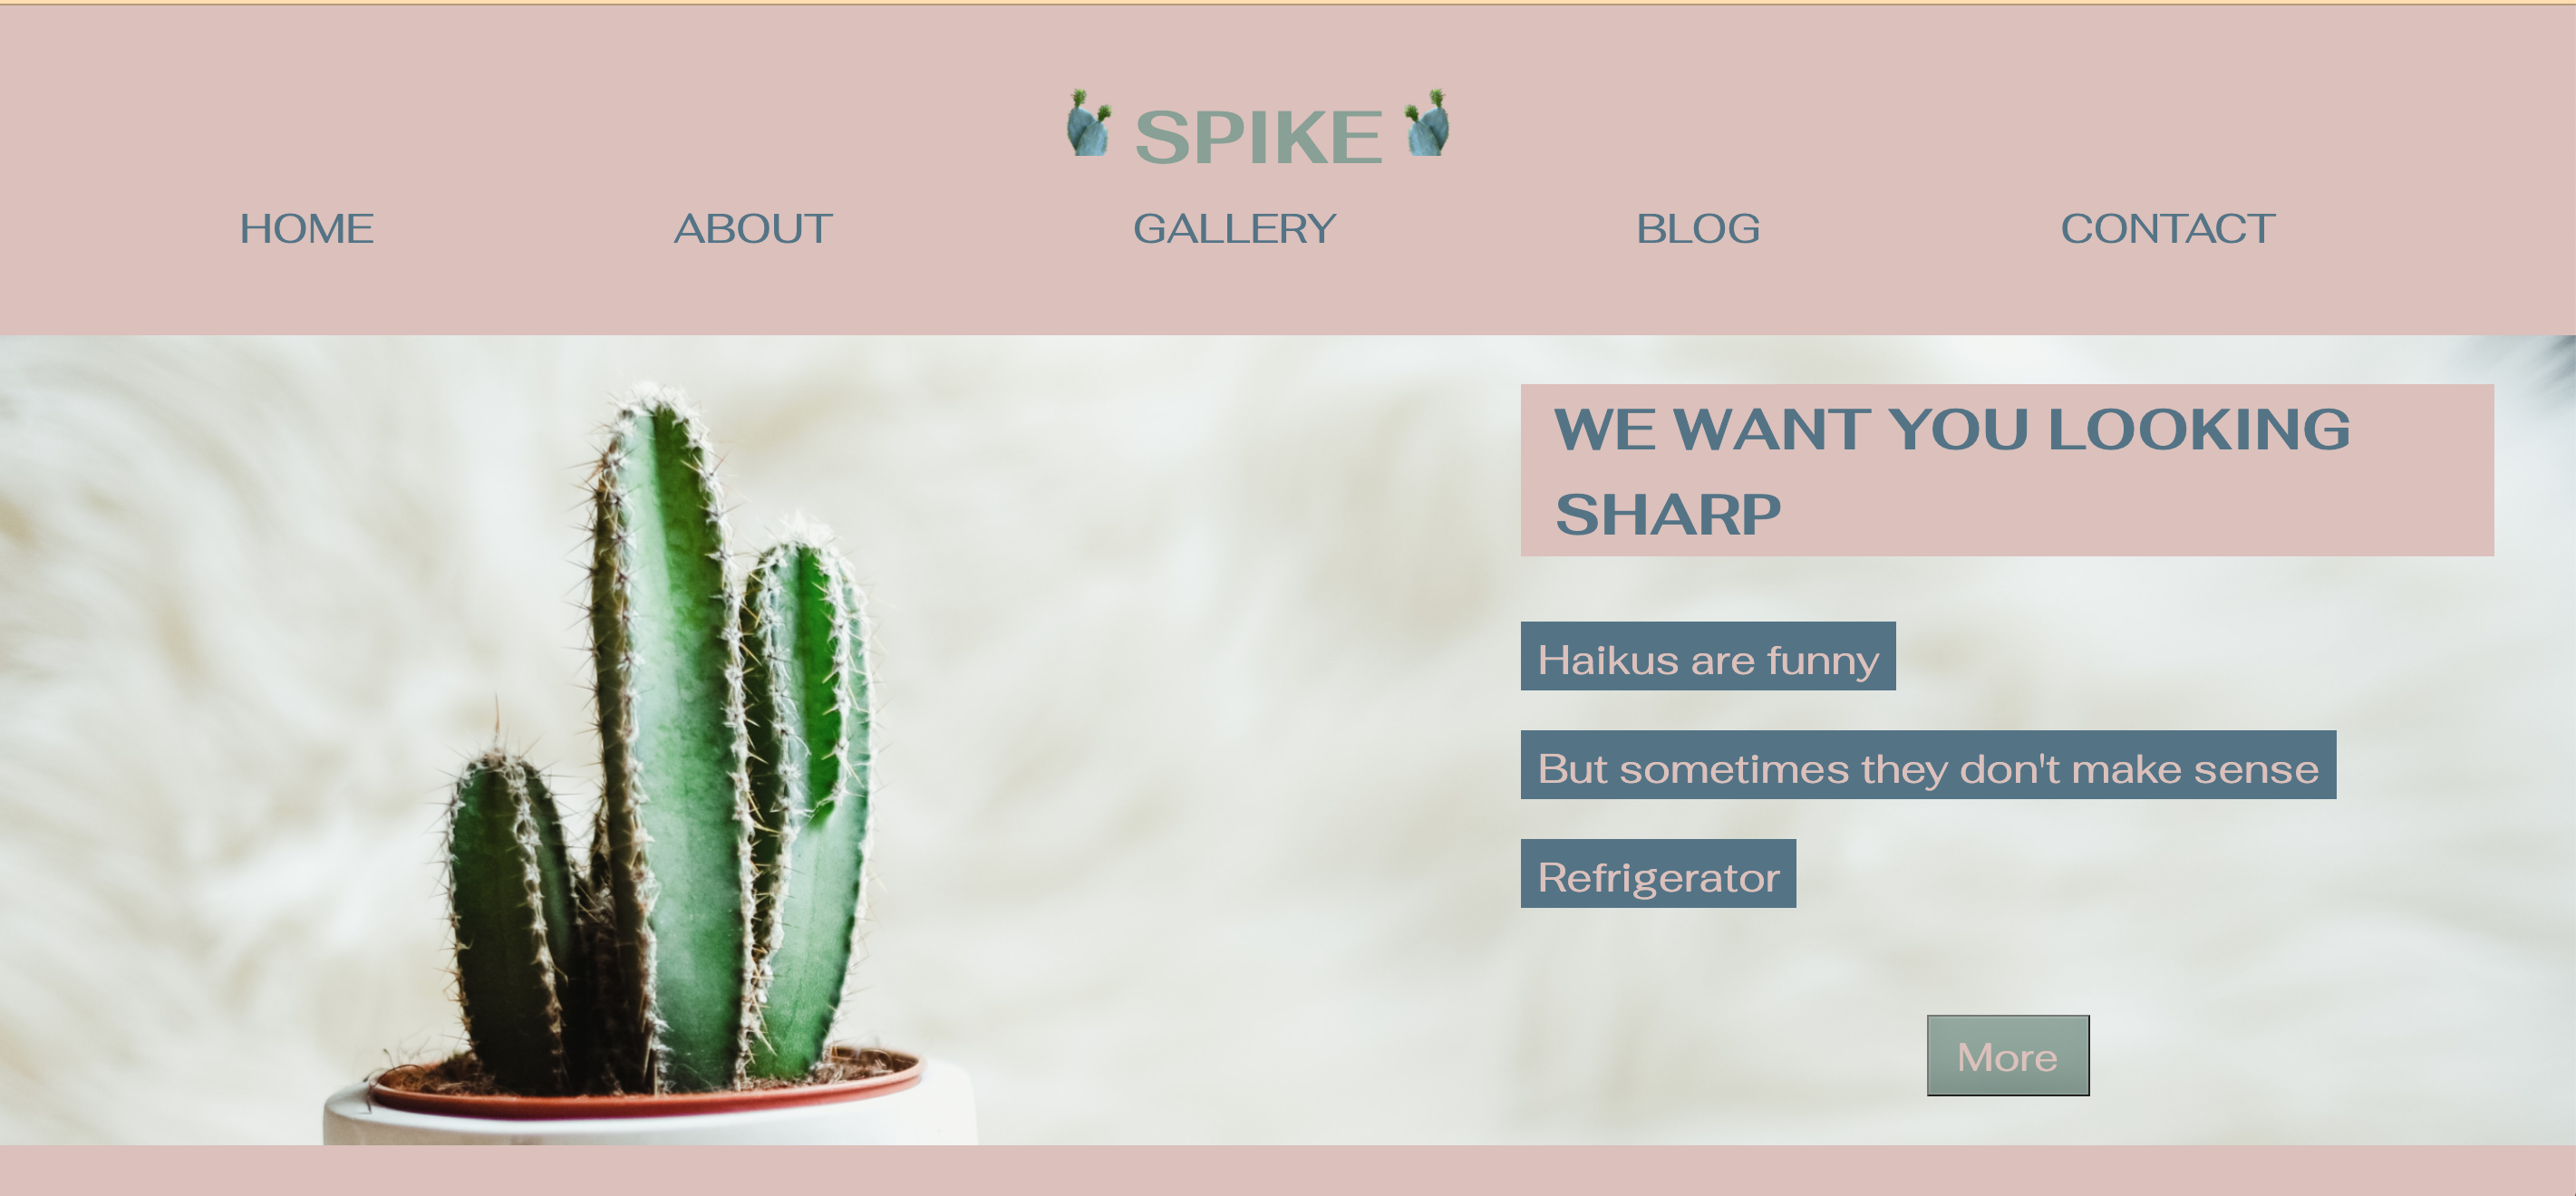 SPIKE
HOME ABOUT GALLERY BLOG CONTACT
WE WANT YOU LOOKING
SHARP
Haikus are funny
But sometimes they don't make sense
Refrigerator
More